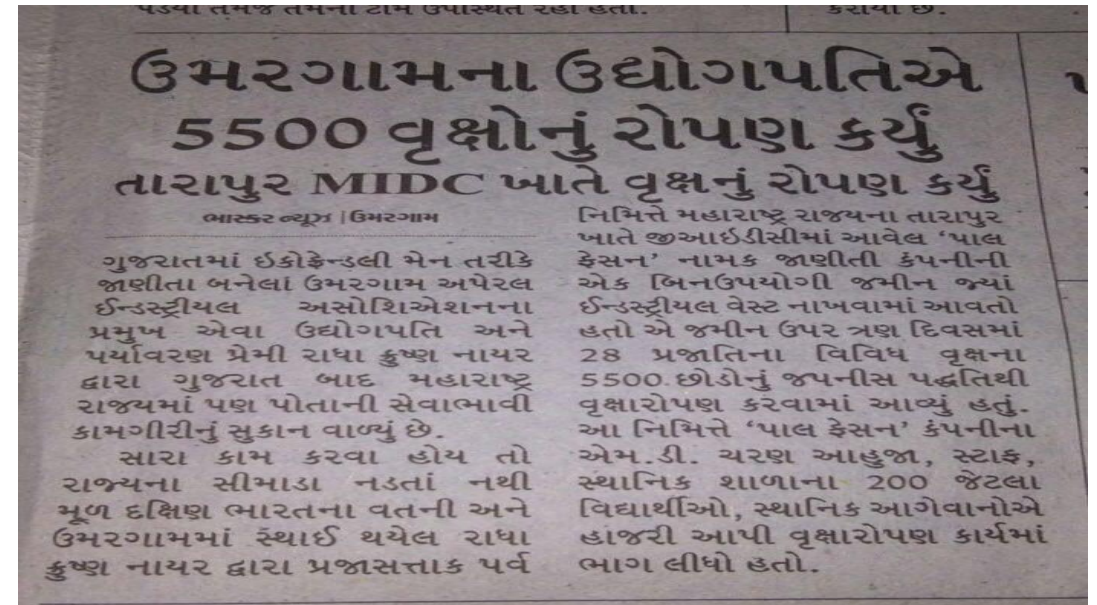 ઉમરગામના ઉદ્યોગપતિએ
5500 વૃક્ષોનું રોપણ કર્યું
તારાપુર MIDC ખાતે વૃક્ષનું રોપણ કર્યું
ભાસ્કર ન્યૂઝ | ઉમરગામ
ગુજરાતમાં ઇકોફ્રેન્ડલી મેન તરીકે
જાણીતા બનેલાં ઉમરગામ અપેરલ
ઈન્ડસ્ટ્રીયલ અસોશિએશનના
પ્રમુખ એવા ઉદ્યોગપતિ અને
પર્યાવરણ પ્રેમી રાધા ક્રુષ્ણ નાયર
દ્વારા ગુજરાત બાદ મહારાષ્ટ્ર
રાજ્યમાં પણ પોતાની સેવાભાવી
કામગીરીનું સુકાન વાળ્યું છે.
સારા કામ કરવા હોય તો
રાજ્યના સીમાડા નડતાં નથી
મૂળ દક્ષિણ ભારતના વતની અને
ઉમરગામમાં સ્થાઈ થયેલ રાધા
ક્રુષ્ણ નાયર દ્વારા પ્રજાસત્તાક પર્વ
નિમિત્તે મહારાષ્ટ્ર રાજયના તારાપુર
ખાતે જીઆઇડીસીમાં આવેલ ‘પાલ
ફેસન’ નામક જાણીતી કંપનીની
એક બિનઉપયોગી જમીન જ્યાં
ઈન્ડસ્ટ્રીયલ વેસ્ટ નાખવામાં આવતો
હતો એ જમીન ઉપર ત્રણ દિવસમાં
28 પ્રજાતિના વિવિધ વૃક્ષના
5500 છોડોનું જપનીસ પદ્ધતિથી
વૃક્ષારોપણ કરવામાં આવ્યું હતું.
આ નિમિત્તે ‘પાલ ફેસન’ કંપનીના
એમ.ડી. ચરણ આહુજા, સ્ટાફ,
સ્થાનિક શાળાના 200 જેટલા
વિદ્યાર્થીઓ, સ્થાનિક આગેવાનોએ
હાજરી આપી વૃક્ષારોપણ કાર્યમાં
ભાગ લીધો હતો.